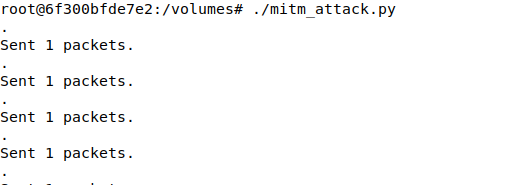 root@6f300bfde7e2:/volumes# ./mitm_attack.py
.
Sent 1 packets.
.
Sent 1 packets.
.
Sent 1 packets.
.
Sent 1 packets.
.